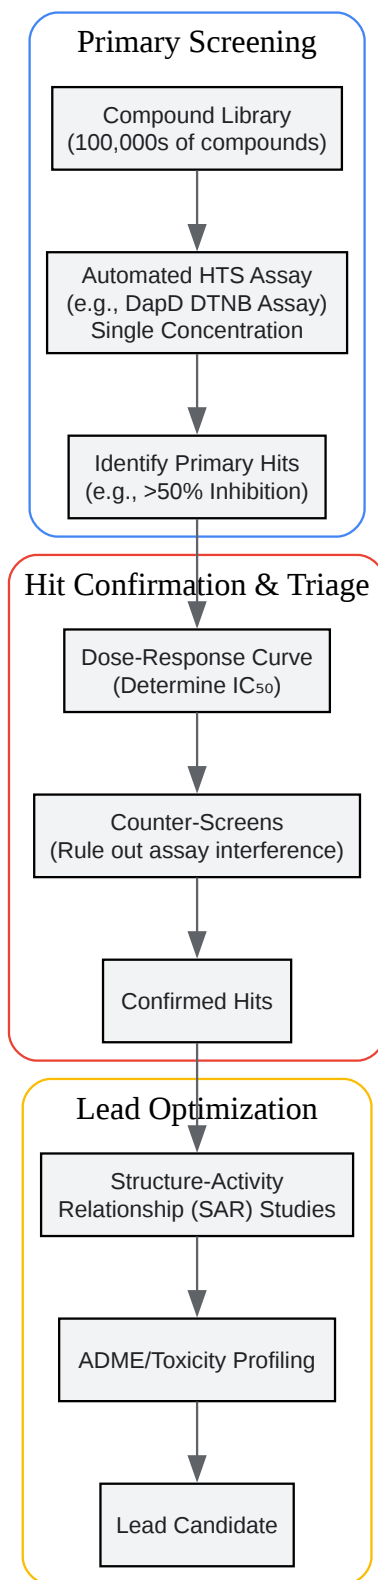 Primary Screening
Compound Library
(100,000s of compounds)
Automated HTS Assay
(e.g., DapD DTNB Assay)
Single Concentration
Identify Primary Hits
(e.g., >50% Inhibition)
Hit Confirmation & Triage
Dose-Response Curve
(Determine IC₅₀)
Counter-Screens
(Rule out assay interference)
Confirmed Hits
Lead Optimization
Structure-Activity
Relationship (SAR) Studies
ADME/Toxicity Profiling
Lead Candidate